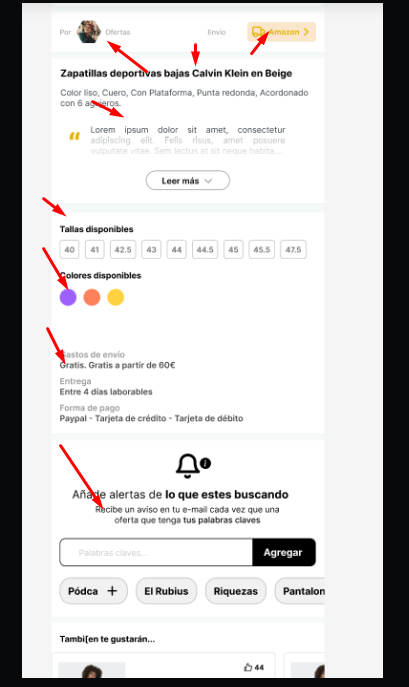 Por Ofertas Envío Amazon
Zapatillas deportivas bajas Calvin Klein en Beige
Color liso, Cuero, Con Plataforma, Punta redonda, Acordonado
con 6 agujeros.
Lorem ipsum dolor sit amet, consectetur
adipiscing elit. Felis risus, amet posuere
vulputate vitae. Sem lectus at sit neque habita....
Leer más
Tallas disponibles
40 41 42.5 43 44 44.5 45 45.5 47.5
Colores disponibles
Gastos de envío
Gratis. Gratis a partir de 60€
Entrega
Entre 4 días laborables
Forma de pago
Paypal - Tarjeta de crédito - Tarjeta de débito
Añade alertas de lo que estes buscando
Recibe un aviso en tu e-mail cada vez que una
oferta que tenga tus palabras claves
Palabras claves... Agregar
Pódca + El Rubius Riquezas Pantalon
Tambi[en te gustarán...
44